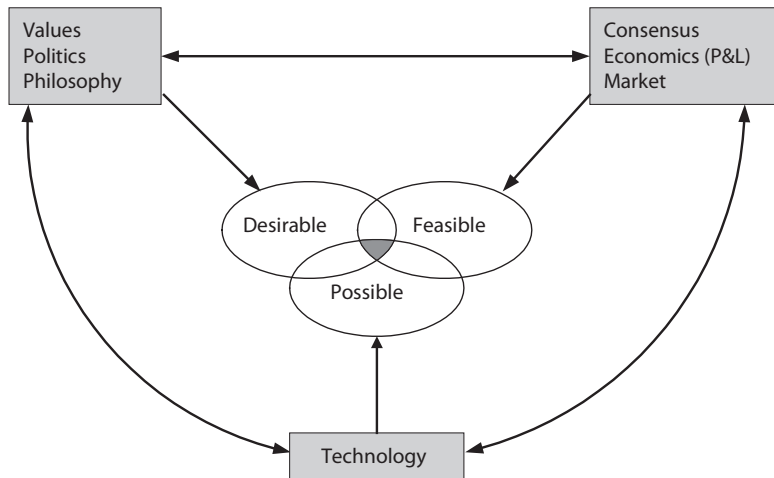 Values
Politics
Philosophy
Consensus
Economics (P&L)
Market
Desirable
Feasible
Possible
Technology